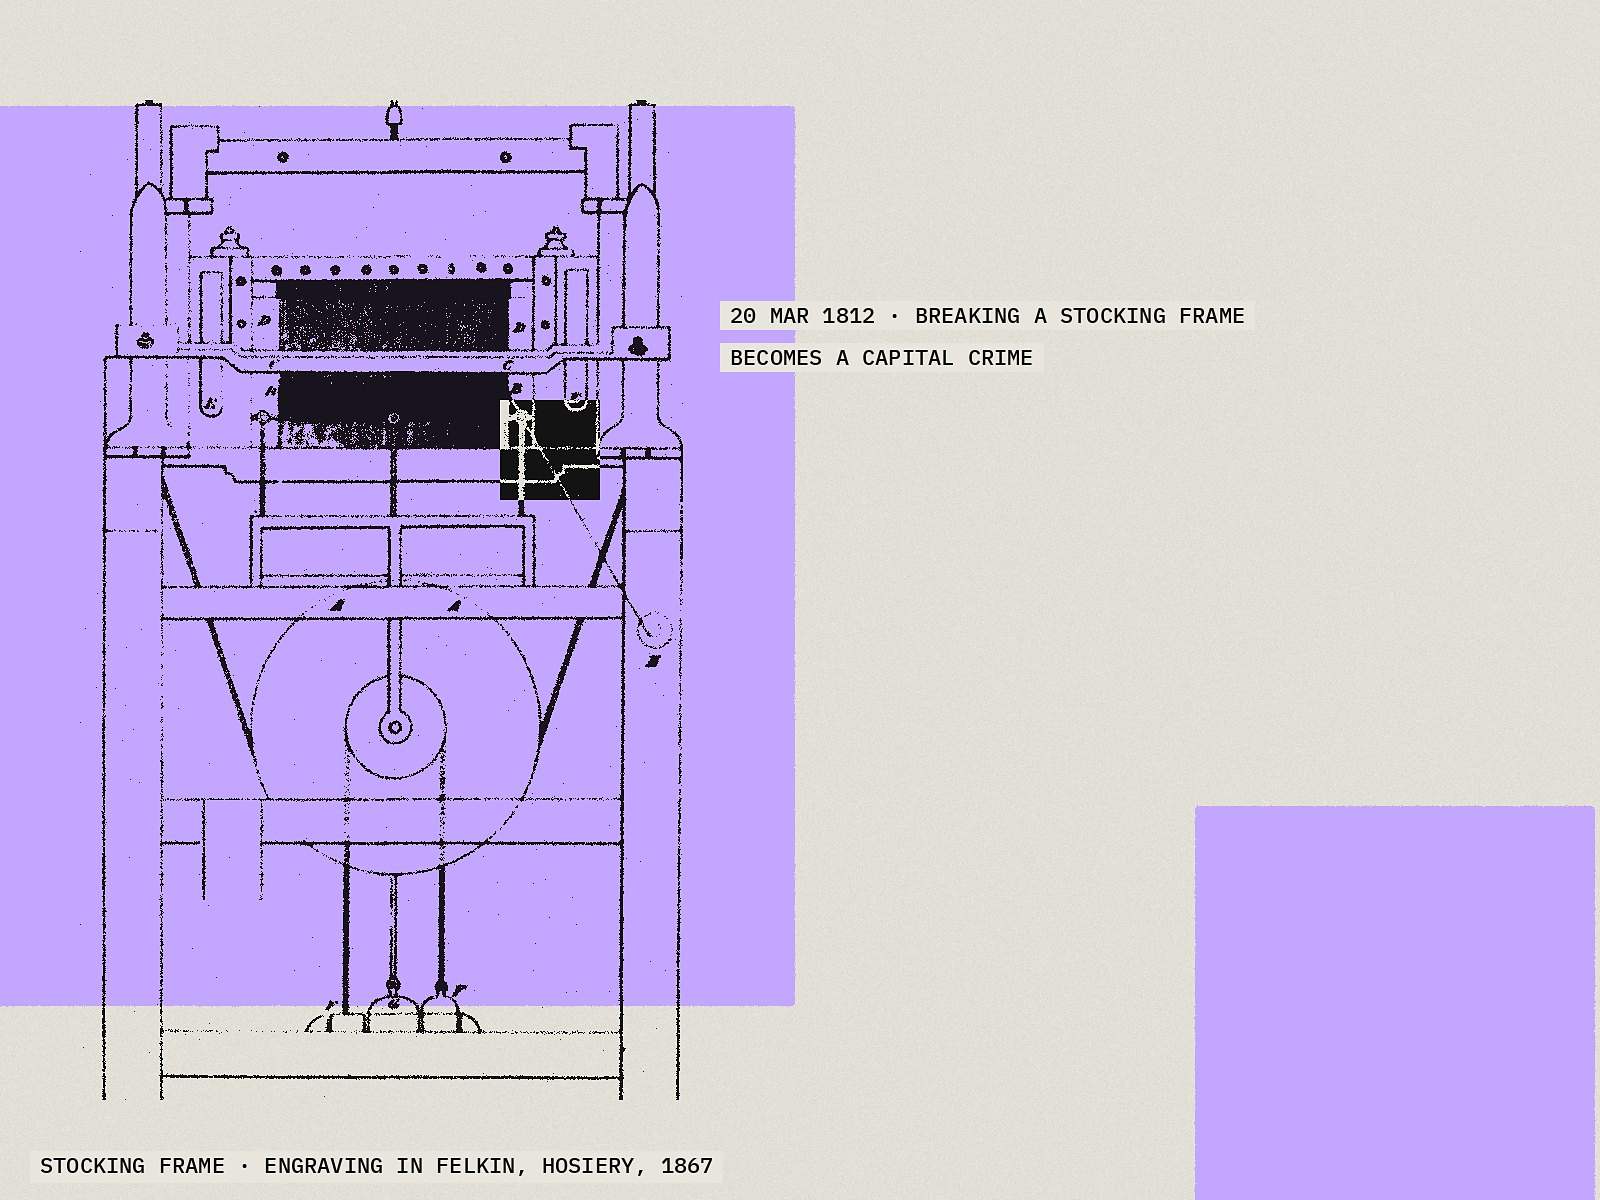 20 MAR 1812 · BREAKING A STOCKING FRAME
BECOMES A CAPITAL CRIME
STOCKING FRAME · ENGRAVING IN FELKIN, HOSIERY, 1867